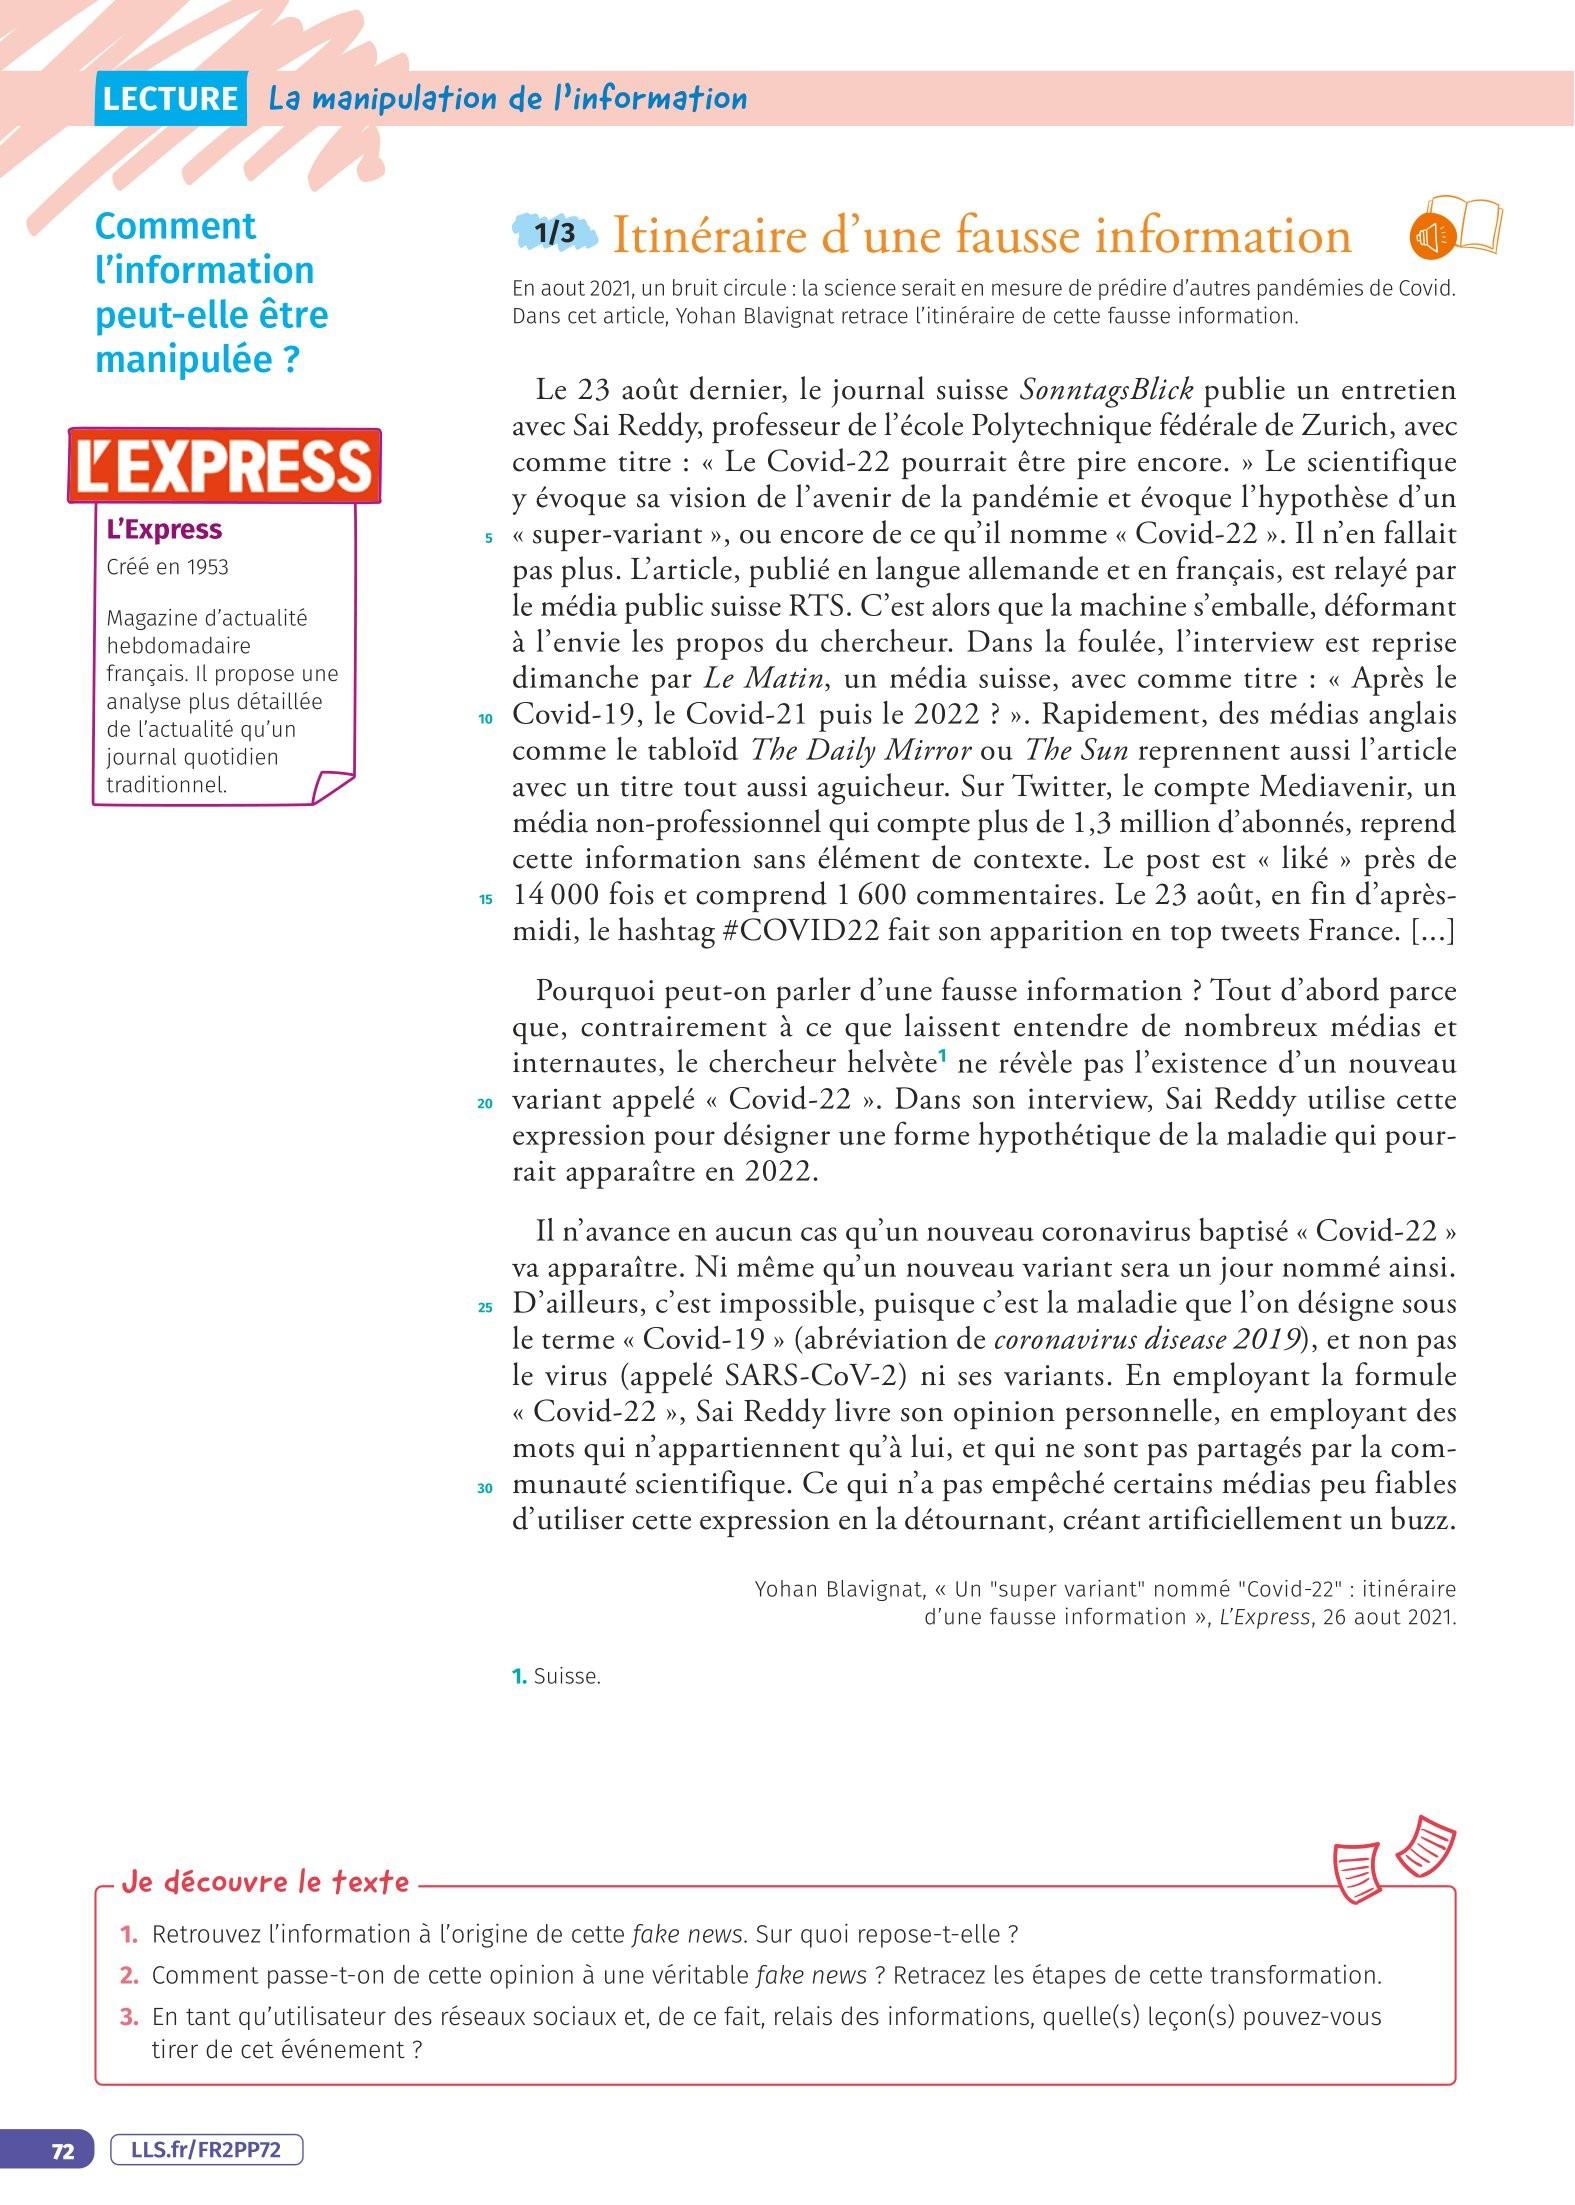 LECTURE La manipulation de l'information
Comment
l'information
peut-elle être
manipulée ?
L'EXPRESS
L'Express
Créé en 1953
Magazine d'actualité
hebdomadaire
français. Il propose une
analyse plus détaillée
de l'actualité qu'un
journal quotidien
traditionnel.
1/3 Itinéraire d'une fausse information
En aout 2021, un bruit circule : la science serait en mesure de prédire d'autres pandémies de Covid.
Dans cet article, Yohan Blavignat retrace l'itinéraire de cette fausse information.
Le 23 août dernier, le journal suisse SonntagsBlick publie un entretien
avec Sai Reddy, professeur de l'école Polytechnique fédérale de Zurich, avec
comme titre : « Le Covid-22 pourrait être pire encore. » Le scientifique
y évoque sa vision de l'avenir de la pandémie et évoque l'hypothèse d'un
5 « super-variant », ou encore de ce qu'il nomme « Covid-22 ». Il n'en fallait
pas plus. L'article, publié en langue allemande et en français, est relayé par
le média public suisse RTS. C'est alors que la machine s'emballe, déformant
à l'envie les propos du chercheur. Dans la foulée, l'interview est reprise
dimanche par Le Matin, un média suisse, avec comme titre : « Après le
10 Covid-19, le Covid-21 puis le 2022 ? ». Rapidement, des médias anglais
comme le tabloïd The Daily Mirror ou The Sun reprennent aussi l'article
avec un titre tout aussi aguicheur. Sur Twitter, le compte Mediavenir, un
média non-professionnel qui compte plus de 1,3 million d'abonnés, reprend
cette information sans élément de contexte. Le post est « liké » près de
15 14 000 fois et comprend 1 600 commentaires. Le 23 août, en fin d'après-
midi, le hashtag #COVID22 fait son apparition en top tweets France. [...]
Pourquoi peut-on parler d'une fausse information ? Tout d'abord parce
que, contrairement à ce que laissent entendre de nombreux médias et
internautes, le chercheur helvète1 ne révèle pas l'existence d'un nouveau
20 variant appelé « Covid-22 ». Dans son interview, Sai Reddy utilise cette
expression pour désigner une forme hypothétique de la maladie qui pour-
rait apparaître en 2022.
Il n'avance en aucun cas qu'un nouveau coronavirus baptisé « Covid-22 »
va apparaître. Ni même qu'un nouveau variant sera un jour nommé ainsi.
25 D'ailleurs, c'est impossible, puisque c'est la maladie que l'on désigne sous
le terme « Covid-19 » (abréviation de coronavirus disease 2019), et non pas
le virus (appelé SARS-CoV-2) ni ses variants. En employant la formule
« Covid-22 », Sai Reddy livre son opinion personnelle, en employant des
mots qui n'appartiennent qu'à lui, et qui ne sont pas partagés par la com-
30 munauté scientifique. Ce qui n'a pas empêché certains médias peu fiables
d'utiliser cette expression en la détournant, créant artificiellement un buzz.
Yohan Blavignat, « Un "super variant" nommé "Covid-22" : itinéraire
d'une fausse information », L'Express, 26 aout 2021.
1. Suisse.
Je découvre le texte
1. Retrouvez l'information à l'origine de cette fake news. Sur quoi repose-t-elle ?
2. Comment passe-t-on de cette opinion à une véritable fake news ? Retracez les étapes de cette transformation.
3. En tant qu'utilisateur des réseaux sociaux et, de ce fait, relais des informations, quelle(s) leçon(s) pouvez-vous
tirer de cet événement ?
72 LLS.fr/FR2PP72